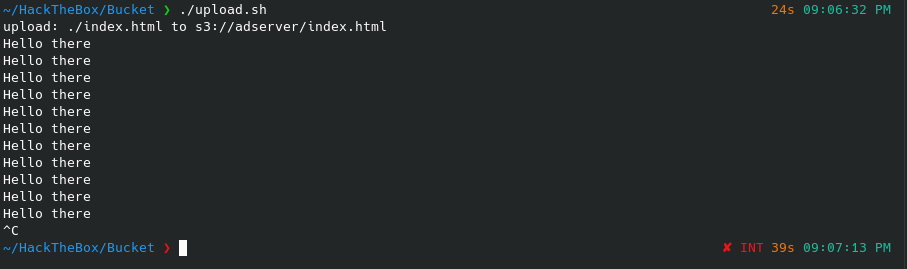 ~/HackTheBox/Bucket ❯ ./upload.sh 24s 09:06:32 PM
upload: ./index.html to s3://adserver/index.html
Hello there
Hello there
Hello there
Hello there
Hello there
Hello there
Hello there
Hello there
Hello there
Hello there
Hello there
^C
~/HackTheBox/Bucket ❯ ✘ INT 39s 09:07:13 PM